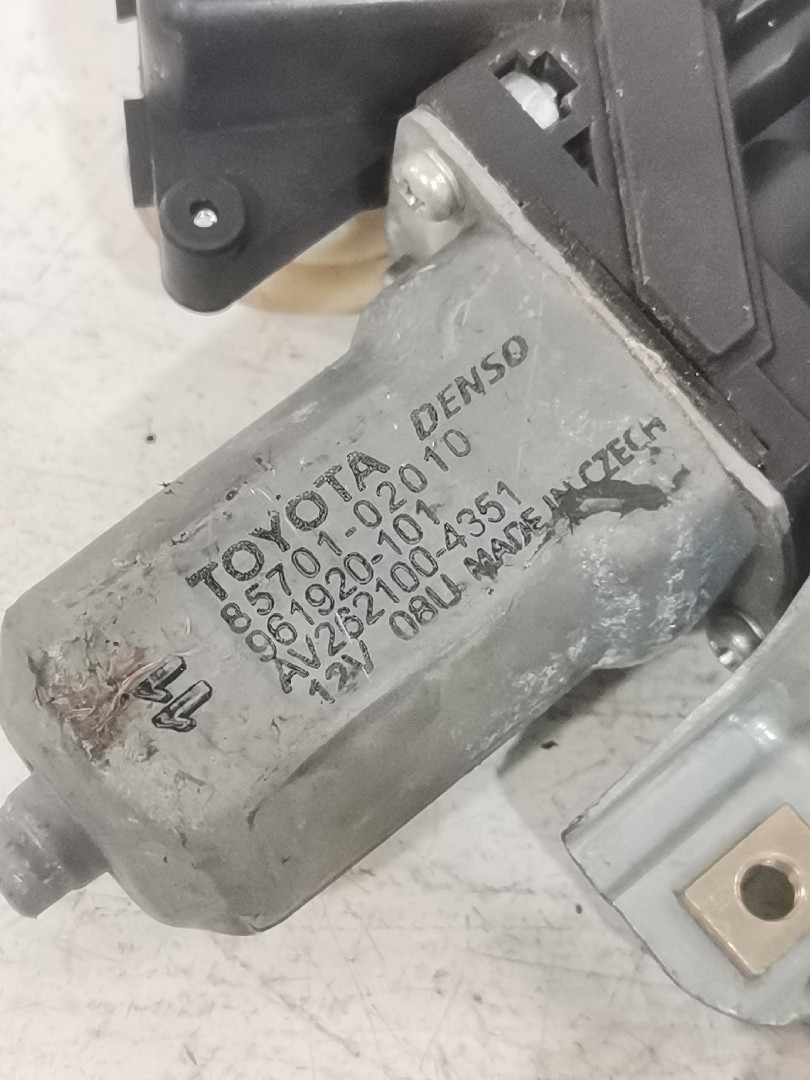 TOYOTA DENSO
85701-02010
961920-101
AV262100-4351
12V 08U MADE IN CZECH